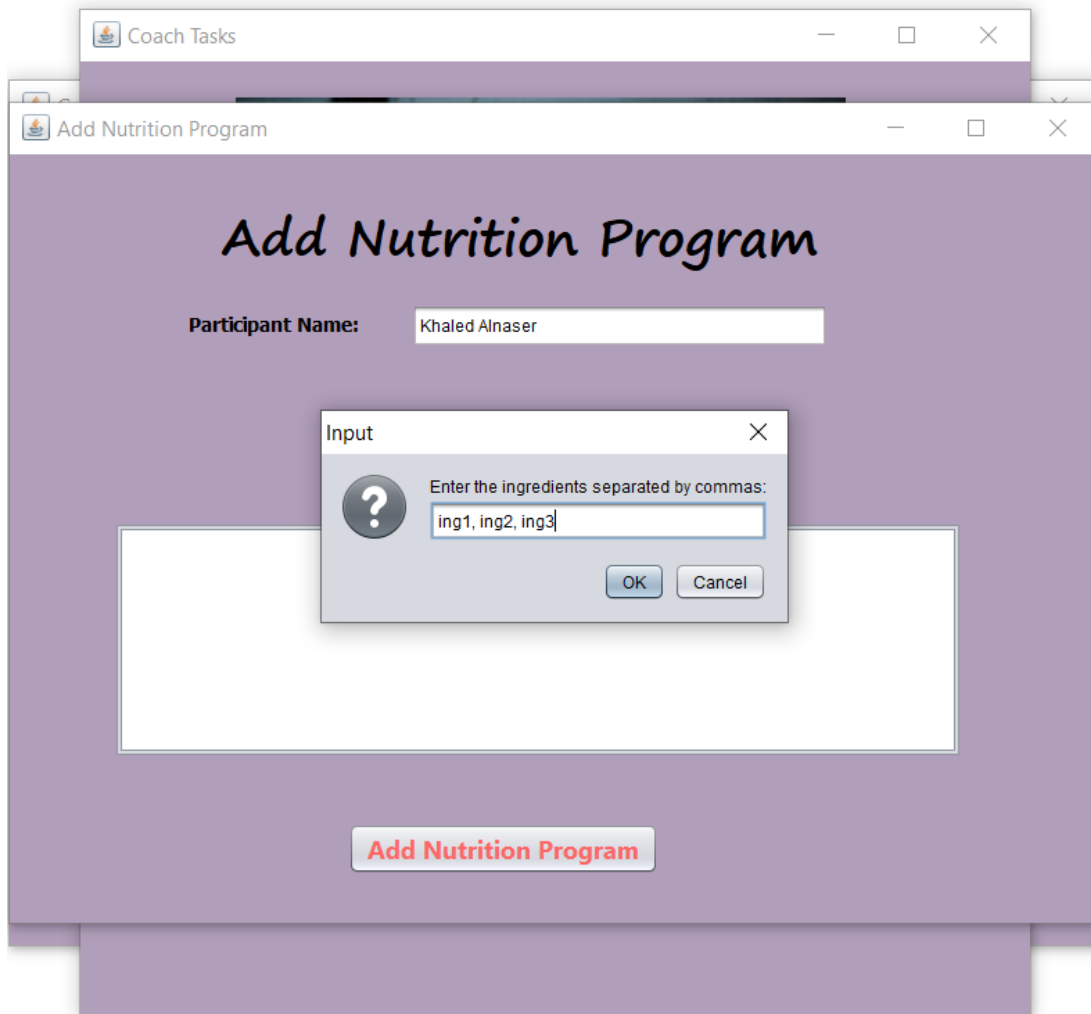 Coach Tasks
Add Nutrition Program
Add Nutrition Program
Participant Name: Khaled Alnaser
Input
Enter the ingredients separated by commas:
ing1, ing2, ing3
OK Cancel
Add Nutrition Program